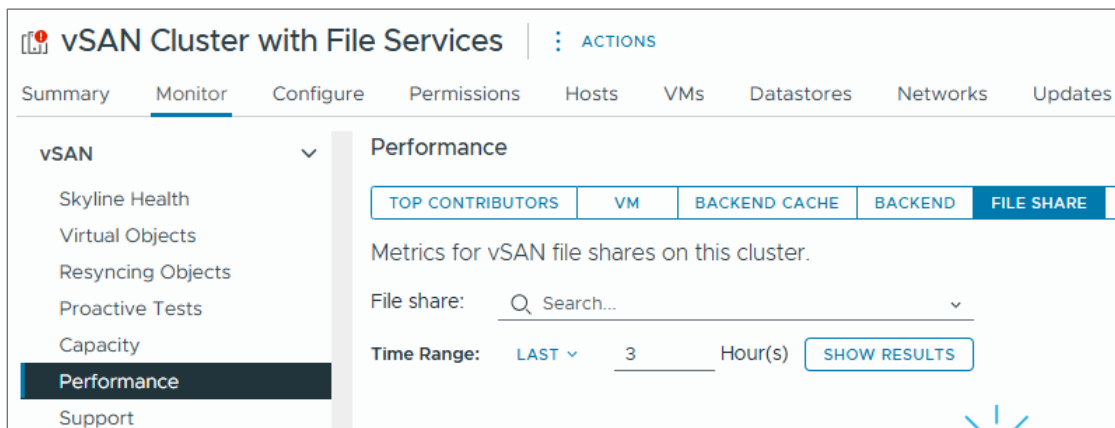 vSAN Cluster with File Services
ACTIONS
Summary Monitor Configure Permissions Hosts VMs Datastores Networks Updates
vSAN
Skyline Health
Virtual Objects
Resyncing Objects
Proactive Tests
Capacity
Performance
Support
Performance
TOP CONTRIBUTORS VM BACKEND CACHE BACKEND FILE SHARE
Metrics for vSAN file shares on this cluster.
File share: Search...
Time Range: LAST 3 Hour(s) SHOW RESULTS